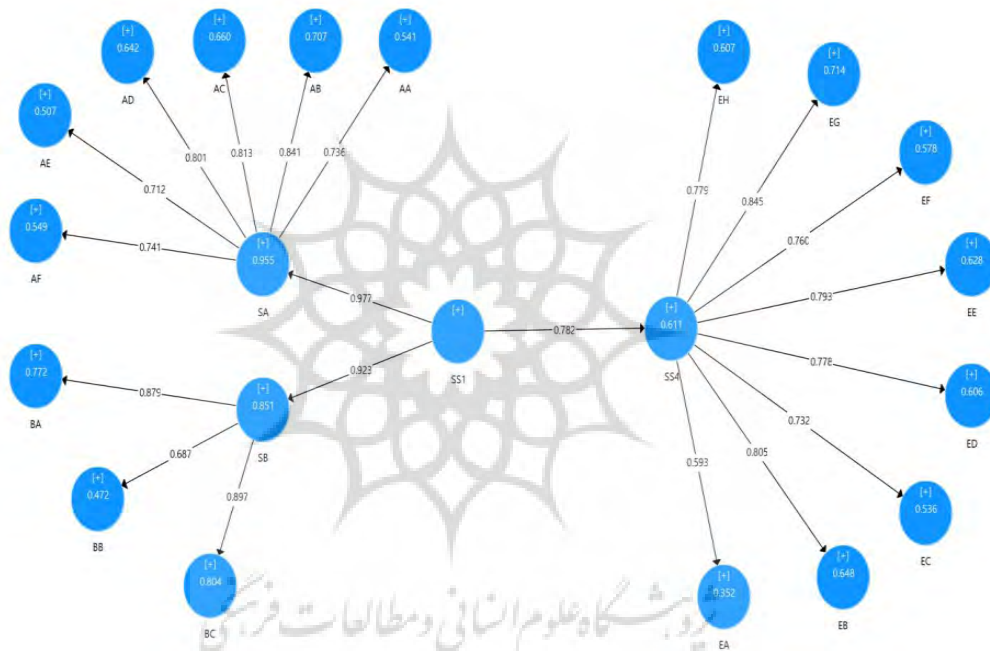 [+]
0.642
AD
[+]
0.660
AC
[+]
0.707
AB
[+]
0.541
AA
[+]
0.607
EH
[+]
0.714
EG
[+]
0.507
AE
[+]
0.578
EF
0.801
0.813
0.841
0.736
0.779
0.845
0.712
0.760
[+]
0.549
AF
0.741
[+]
0.955
SA
[+]
0.628
EE
0.793
0.977
[+]
SS1
0.782
[+]
0.611
SS4
0.923
[+]
0.772
BA
0.879
[+]
0.851
SB
0.778
[+]
0.606
ED
0.687
0.593
0.805
0.732
[+]
0.472
BB
0.897
[+]
0.536
EC
[+]
0.804
BC
[+]
0.352
EA
[+]
0.648
EB
پژوهشگاه علوم انسانی و مطالعات فرهنگی